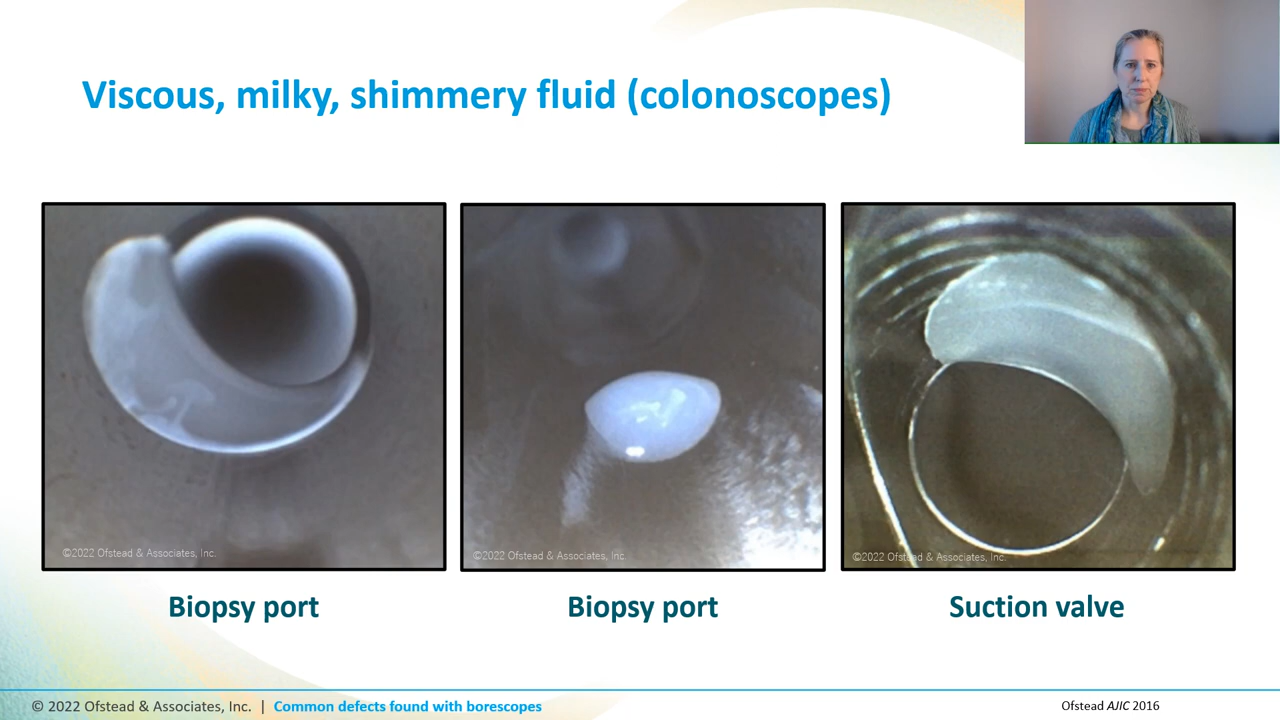 Viscous, milky, shimmery fluid (colonoscopes)
©2022 Ofstead & Associates, Inc.
©2022 Ofstead & Associates, Inc.
©2022 Ofstead & Associates, Inc.
Biopsy port
Biopsy port
Suction valve
© 2022 Ofstead & Associates, Inc. | Common defects found with borescopes
Ofstead AJIC 2016